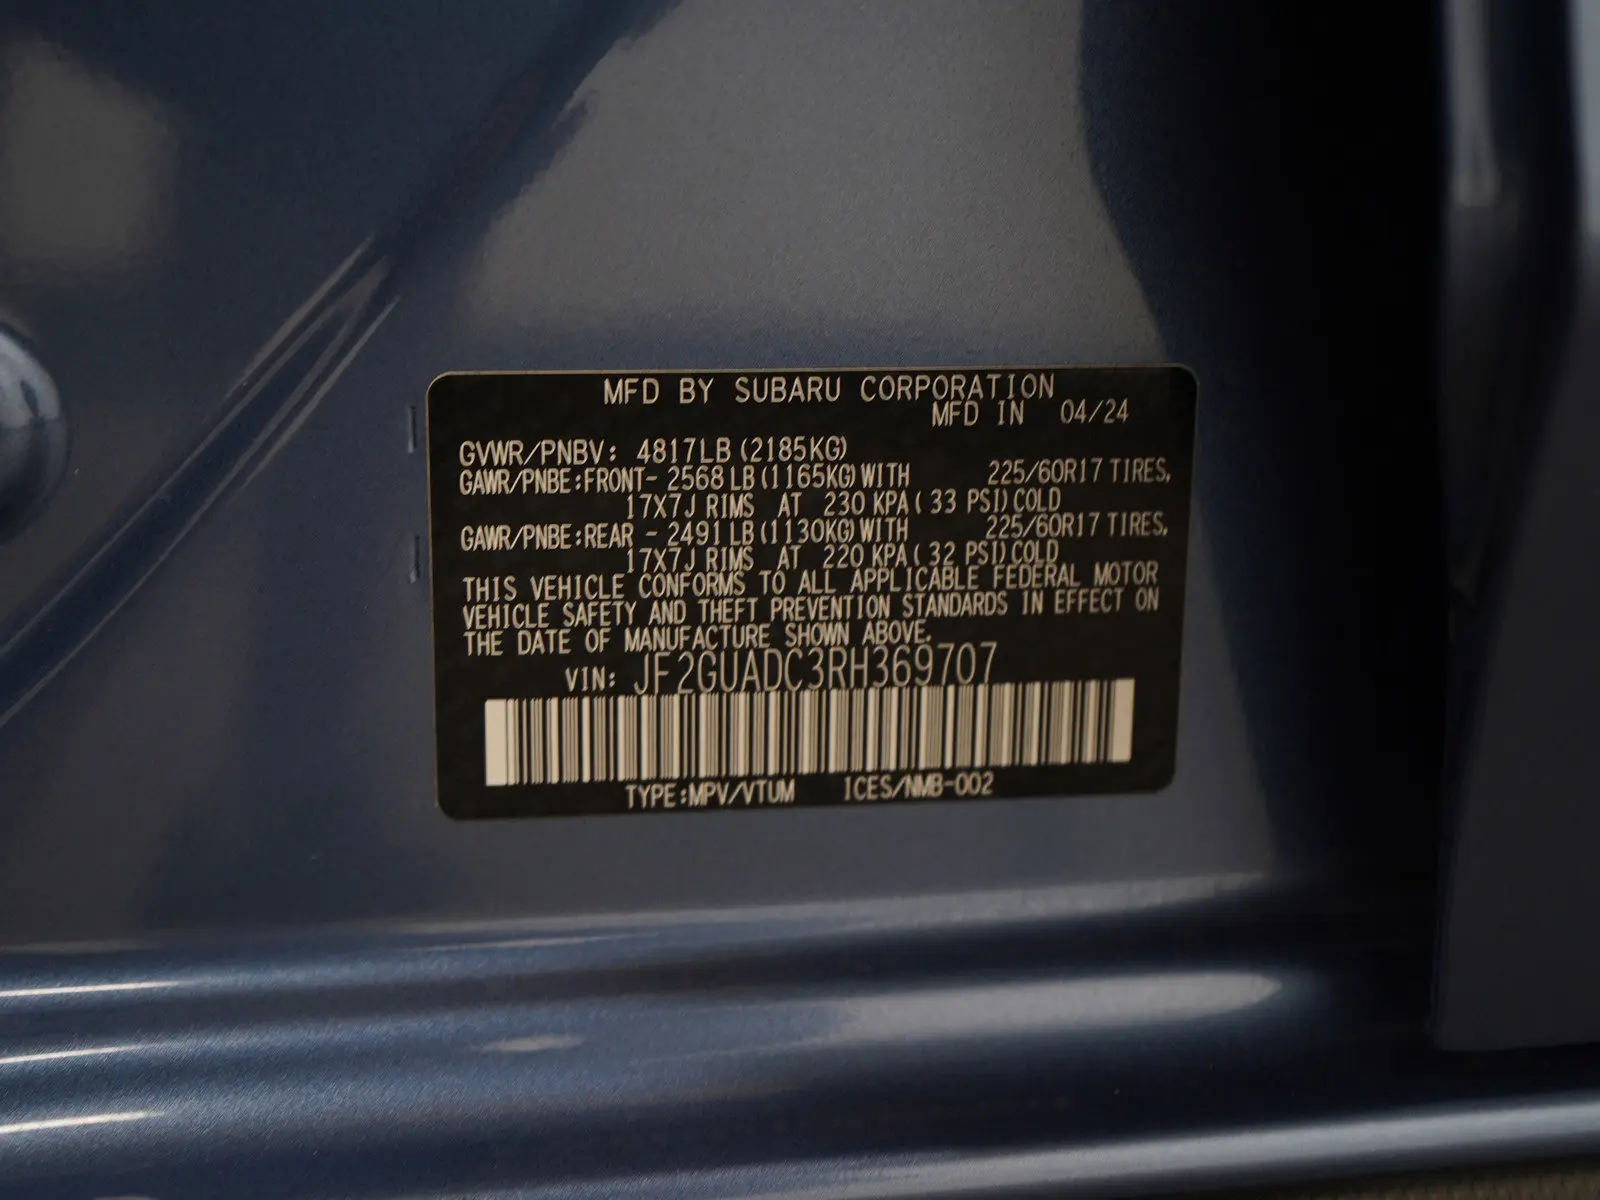 MFD BY SUBARU CORPORATION
MFD IN 04/24
GVWR/PNBV: 4817LB (2185KG)
GAWR/PNBE:FRONT- 2568 LB (1165KG) WITH 225/60R17 TIRES,
17X7J RIMS AT 230 KPA ( 33 PSI) COLD
GAWR/PNBE:REAR - 2491 LB (1130KG) WITH 225/60R17 TIRES,
17X7J RIMS AT 220 KPA ( 32 PSI) COLD
THIS VEHICLE CONFORMS TO ALL APPLICABLE FEDERAL MOTOR
VEHICLE SAFETY AND THEFT PREVENTION STANDARDS IN EFFECT ON
THE DATE OF MANUFACTURE SHOWN ABOVE.
VIN: JF2GUADC3RH369707
TYPE:MPV/VTUM ICES/NMB-002